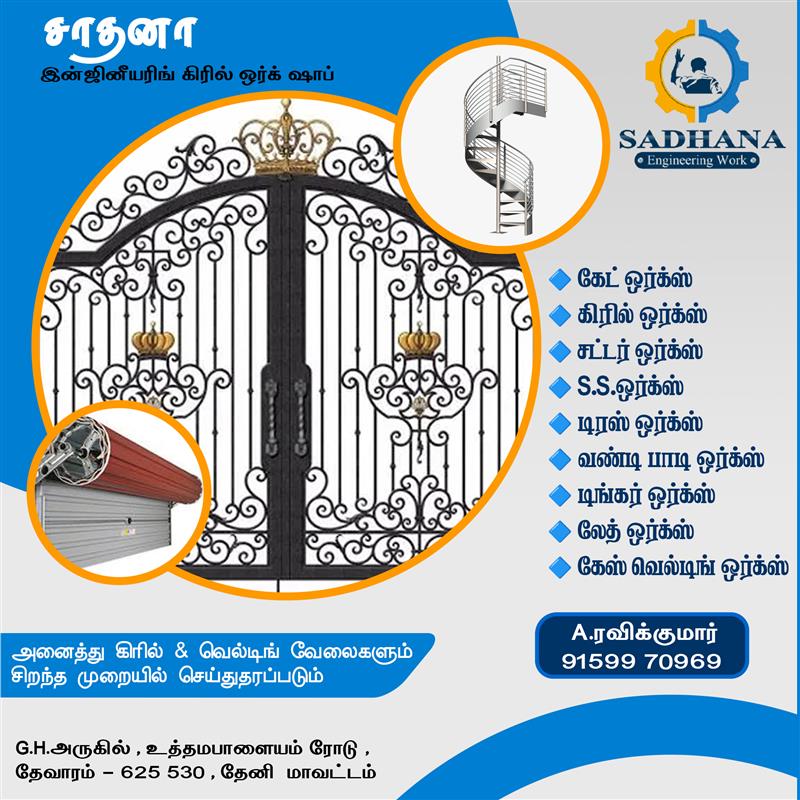 சாதனா
இன்ஜினீயரிங் கிரில் ஒர்க் ஷாப்
SADHANA
Engineering Work
கேட் ஒர்க்ஸ்
கிரில் ஒர்க்ஸ்
சட்டர் ஒர்க்ஸ்
S.S.ஒர்க்ஸ்
டிரஸ் ஒர்க்ஸ்
வண்டி பாடி ஒர்க்ஸ்
டிங்கர் ஒர்க்ஸ்
லேத் ஒர்க்ஸ்
கேஸ் வெல்டிங் ஒர்க்ஸ்
அனைத்து கிரில் & வெல்டிங் வேலைகளும்
சிறந்த முறையில் செய்துதரப்படும்
A.ரவிக்குமார்
91599 70969
G.H.அருகில் , உத்தமபாளையம் ரோடு ,
தேவாரம் – 625 530 , தேனி மாவட்டம்